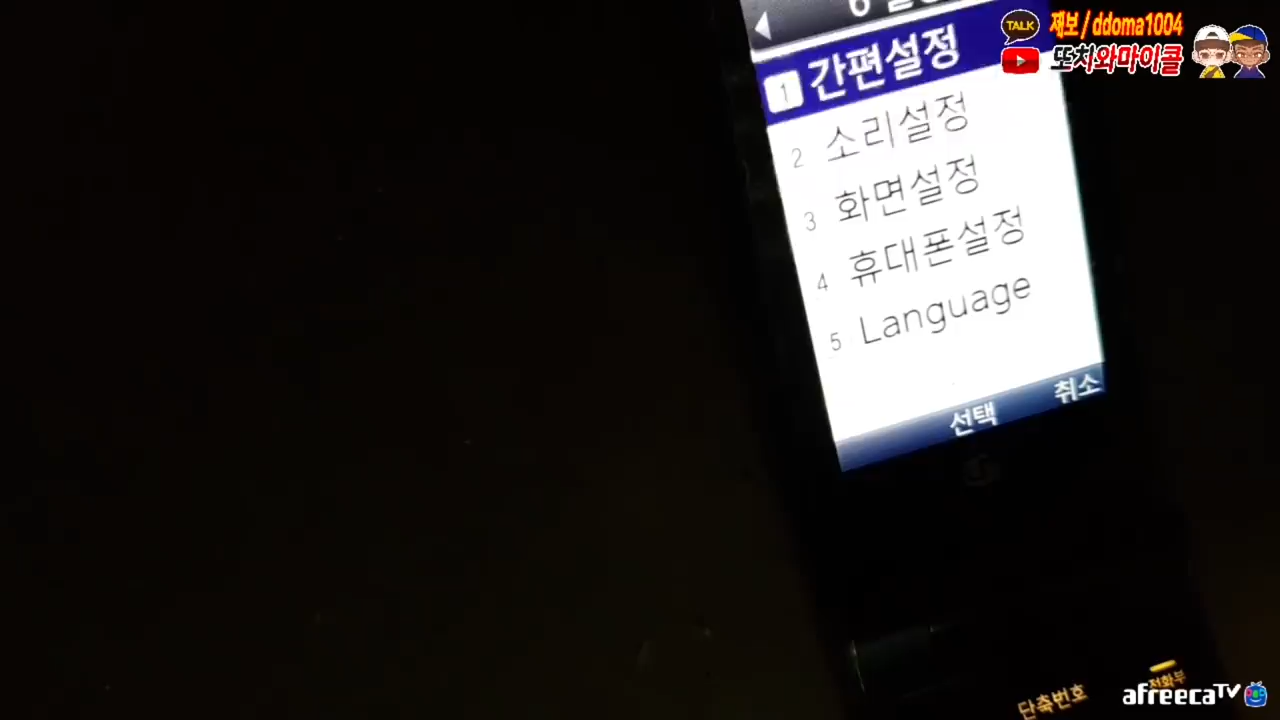 TALK 제보 / ddoma1004
또치와마이콜
1 간편설정
2 소리설정
3 화면설정
4 휴대폰설정
5 Language
선택 취소
단축번호 전화부
afreecaTV